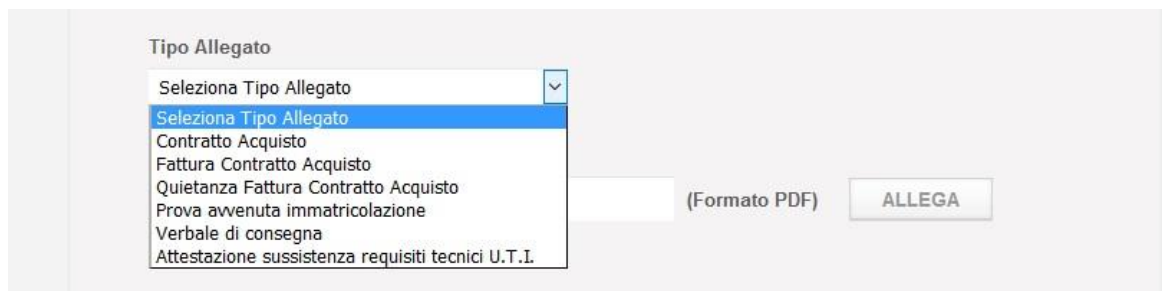 Tipo Allegato
Seleziona Tipo Allegato
Seleziona Tipo Allegato
Contratto Acquisto
Fattura Contratto Acquisto
Quietanza Fattura Contratto Acquisto
(Formato PDF) ALLEGA
Prova avvenuta immatricolazione
Verbale di consegna
Attestazione sussistenza requisiti tecnici U.T.I.